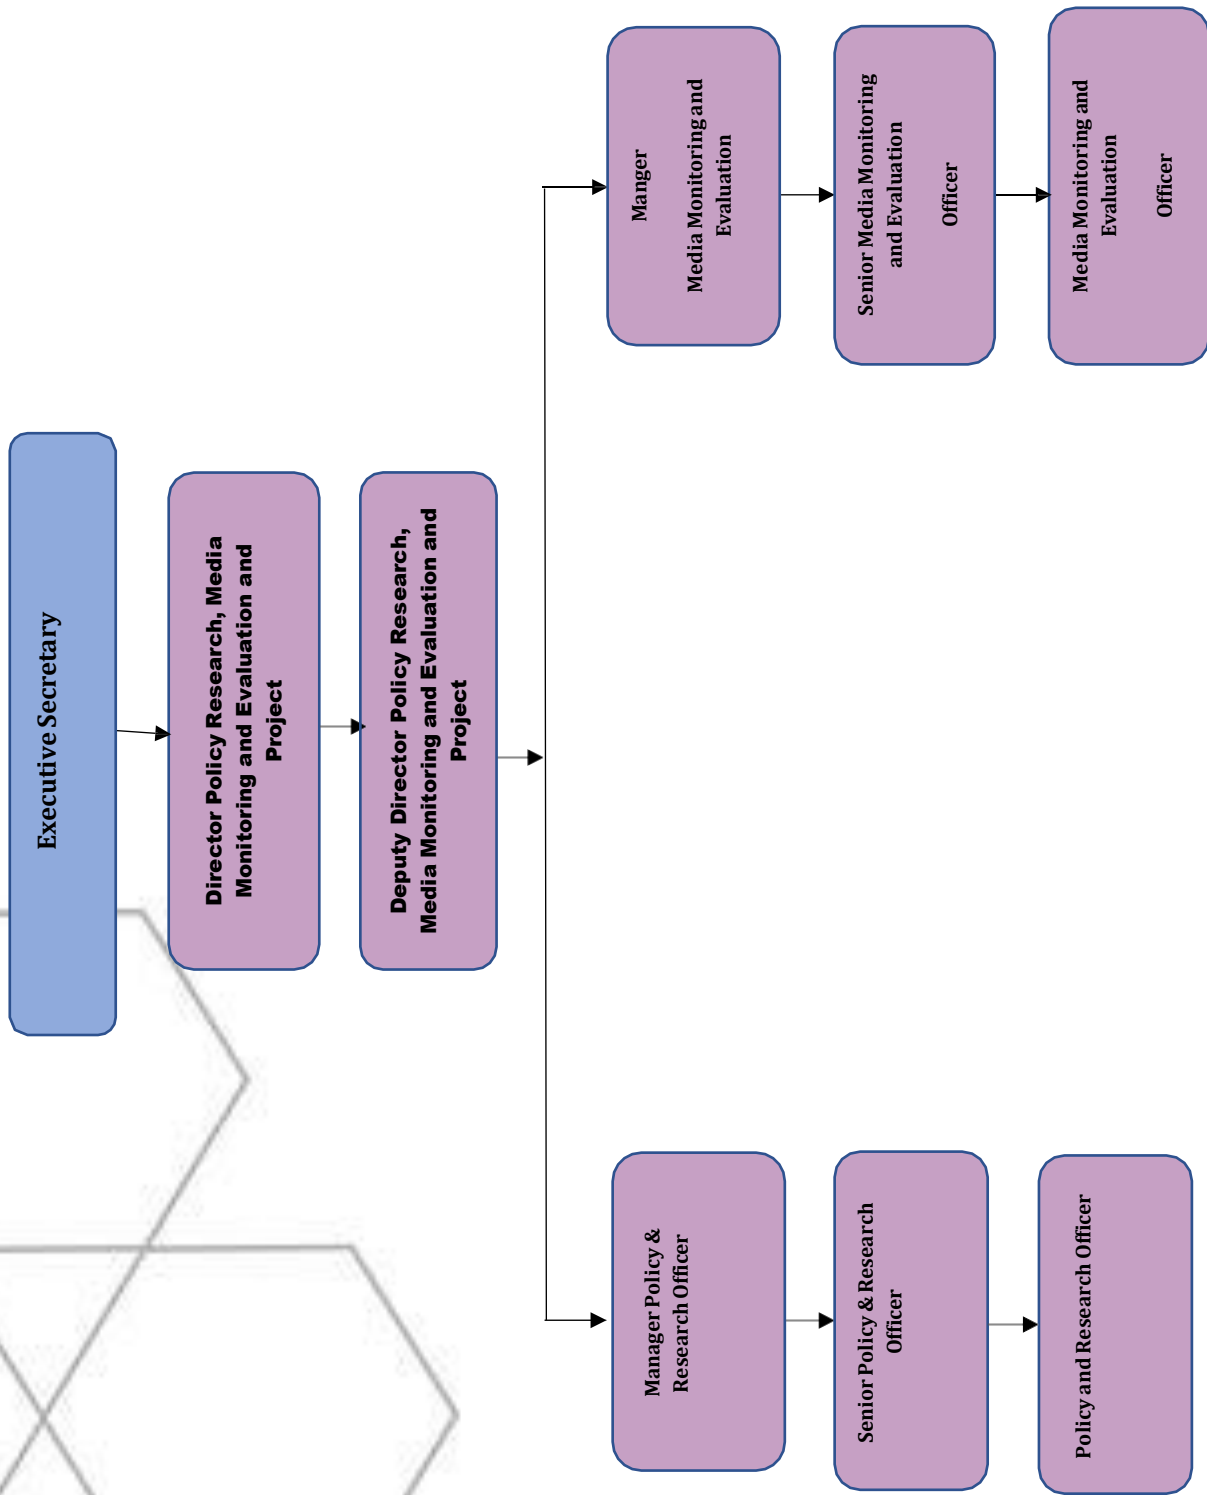 Executive Secretary
Director Policy Research, Media
Monitoring and Evaluation and
Project
Deputy Director Policy Research,
Media Monitoring and Evaluation and
Project
Manager Policy &
Research Officer
Senior Policy & Research
Officer
Policy and Research Officer
Manger
Media Monitoring and
Evaluation
Senior Media Monitoring
and Evaluation
Officer
Media Monitoring and
Evaluation
Officer